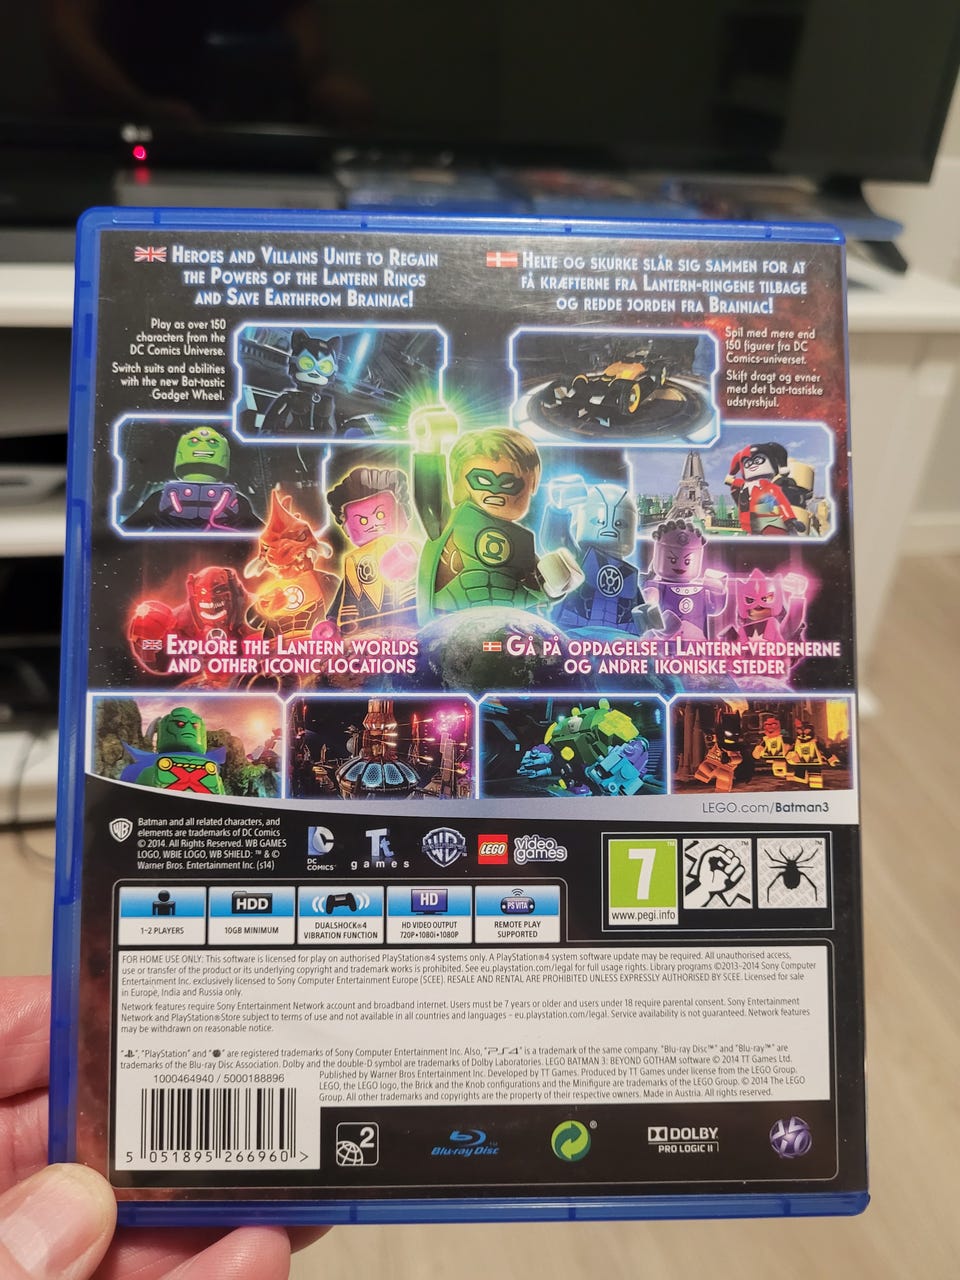 HEROES AND VILLAINS UNITE TO REGAIN
THE POWERS OF THE LANTERN RINGS
AND SAVE EARTHFROM BRAINIAC!
HELTE OG SKURKE SLÅR SIG SAMMEN FOR AT
FÅ KRÆFTERNE FRA LANTERN-RINGENE TILBAGE
OG REDDE JORDEN FRA BRAINIAC!
Play as over 150
characters from the
DC Comics Universe.
Switch suits and abilities
with the new Bat-tastic
Gadget Wheel.
Spil med mere end
150 figurer fra DC
Comics-universet.
Skift dragt og evner
med det bat-tastiske
udstyrshjul.
EXPLORE THE LANTERN WORLDS
AND OTHER ICONIC LOCATIONS
GÅ PÅ OPDAGELSE I LANTERN-VERDENERNE
OG ANDRE IKONISKE STEDER
LEGO.com/Batman3
WB
Batman and all related characters, and
elements are trademarks of DC Comics
© 2014. All Rights Reserved. WB GAMES
LOGO, WBIE LOGO, WB SHIELD: ™ & ©
Warner Bros. Entertainment Inc. (s14)
DC
COMICS™
Tt
games
WB
GAMES
LEGO
video
games
7
www.pegi.info
1-2 PLAYERS
HDD
10GB MINIMUM
DUALSHOCK®4
VIBRATION FUNCTION
HD
HD VIDEO OUTPUT
720P•1080i•1080P
PS VITA
REMOTE PLAY
SUPPORTED
FOR HOME USE ONLY: This software is licensed for play on authorised PlayStation®4 systems only. A PlayStation®4 system software update may be required. All unauthorised access,
use or transfer of the product or its underlying copyright and trademark works is prohibited. See eu.playstation.com/legal for full usage rights. Library programs ©2013-2014 Sony Computer
Entertainment Inc. exclusively licensed to Sony Computer Entertainment Europe (SCEE). RESALE AND RENTAL ARE PROHIBITED UNLESS EXPRESSLY AUTHORISED BY SCEE. Licensed for sale
in Europe, India and Russia only.
Network features require Sony Entertainment Network account and broadband internet. Users must be 7 years or older and users under 18 require parental consent. Sony Entertainment
Network and PlayStation®Store subject to terms of use and not available in all countries and languages – eu.playstation.com/legal. Service availability is not guaranteed. Network features
may be withdrawn on reasonable notice.
" ", "PlayStation" and " " are registered trademarks of Sony Computer Entertainment Inc. Also, "PS4" is a trademark of the same company. "Blu-ray Disc™" and "Blu-ray™" are
trademarks of the Blu-ray Disc Association. Dolby and the double-D symbol are trademarks of Dolby Laboratories. LEGO BATMAN 3: BEYOND GOTHAM software © 2014 TT Games Ltd.
Published by Warner Bros Entertainment Inc. Developed by TT Games. Produced by TT Games under license from the LEGO Group.
LEGO, the LEGO logo, the Brick and the Knob configurations and the Minifigure are trademarks of the LEGO Group. © 2014 The LEGO
Group. All other trademarks and copyrights are the property of their respective owners. Made in Austria. All rights reserved.
1000464940 / 5000188896
5 051895 266960 >
2
Blu-ray Disc™
DOLBY
PRO LOGIC II